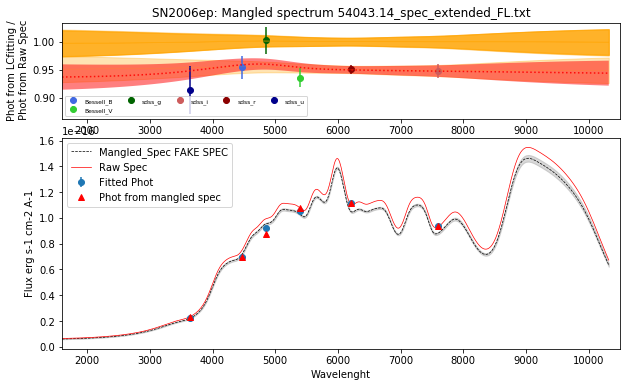 SN2006ep: Mangled spectrum 54043.14_spec_extended_FL.txt
Phot from LCfitting /
Phot from Raw Spec
1.00
0.95
0.90
Bessell_B
Bessell_V
sdss_g
sdss_i
sdss_r
sdss_u
2000 3000 4000 5000 6000 7000 8000 9000 10000
1e−16
Flux erg s-1 cm-2 A-1
1.6
1.4
1.2
1.0
0.8
0.6
0.4
0.2
0.0
Mangled_Spec FAKE SPEC
Raw Spec
Fitted Phot
Phot from mangled spec
2000 3000 4000 5000 6000 7000 8000 9000 10000
Wavelenght